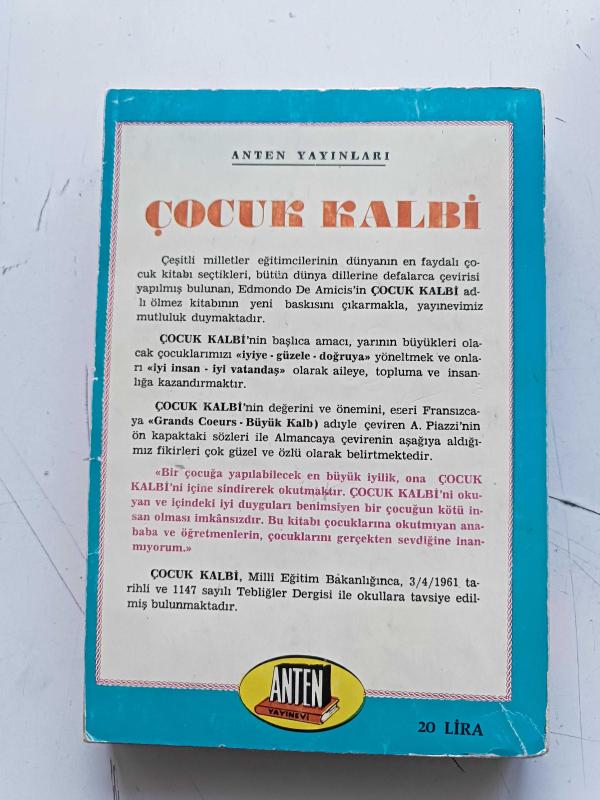 ANTEN YAYINLARI
ÇOCUK KALBİ
Çeşitli milletler eğitimcilerinin dünyanın en faydalı ço-
cuk kitabı seçtikleri, bütün dünya dillerine defalarca çevirisi
yapılmış bulunan, Edmondo De Amicis'in ÇOCUK KALBİ ad-
lı ölmez kitabının yeni baskısını çıkarmakla, yayınevimiz
mutluluk duymaktadır.
ÇOCUK KALBİ'nin başlıca amacı, yarının büyükleri ola-
cak çocuklarımızı «iyiye - güzele - doğruya» yöneltmek ve onla-
rı «iyi insan - iyi vatandaş» olarak aileye, topluma ve insan-
lığa kazandırmaktır.
ÇOCUK KALBİ'nin değerini ve önemini, eseri Fransızca-
ya «Grands Coeurs - Büyük Kalb) adıyle çeviren A. Piazzi'nin
ön kapaktaki sözleri ile Almancaya çevirenin aşağıya aldığı-
mız fikirleri çok güzel ve özlü olarak belirtmektedir.
«Bir çocuğa yapılabilecek en büyük iyilik, ona ÇOCUK
KALBİ'ni içine sindirerek okutmaktır. ÇOCUK KALBİ'ni oku-
yan ve içindeki iyi duyguları benimsiyen bir çocuğun kötü in-
san olması imkânsızdır. Bu kitabı çocuklarına okutmıyan ana-
baba ve öğretmenlerin, çocuklarını gerçekten sevdiğine inan-
mıyorum.»
ÇOCUK KALBİ, Millî Eğitim Bakanlığınca, 3/4/1961 ta-
rihli ve 1147 sayılı Tebliğler Dergisi ile okullara tavsiye edil-
miş bulunmaktadır.
ANTEN
YAYINEVİ
20 LİRA